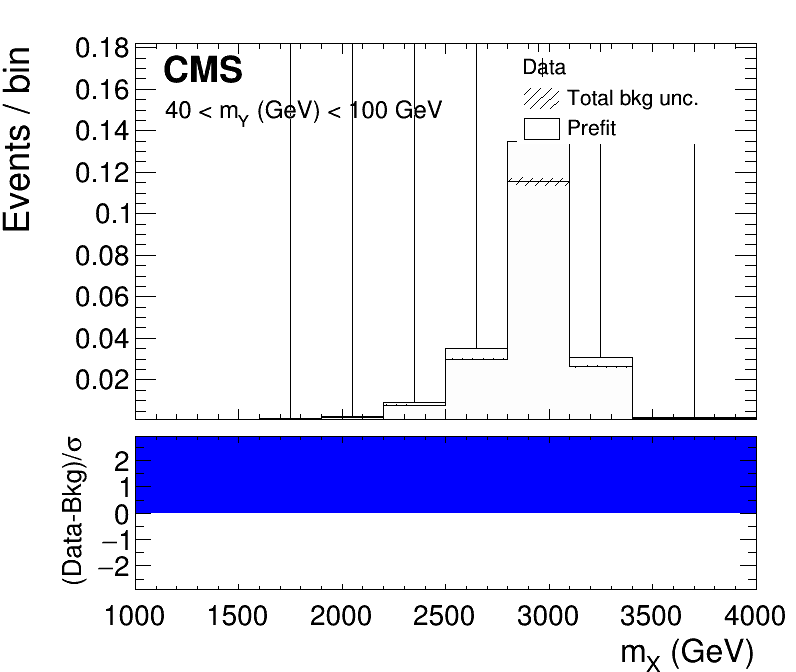 Events / bin
0.18
0.16
0.14
0.12
0.1
0.08
0.06
0.04
0.02
CMS
40 < mY (GeV) < 100 GeV
Data
Total bkg unc.
Prefit
(Data-Bkg)/σ
2
1
0
−1
−2
1000 1500 2000 2500 3000 3500 4000
mX (GeV)